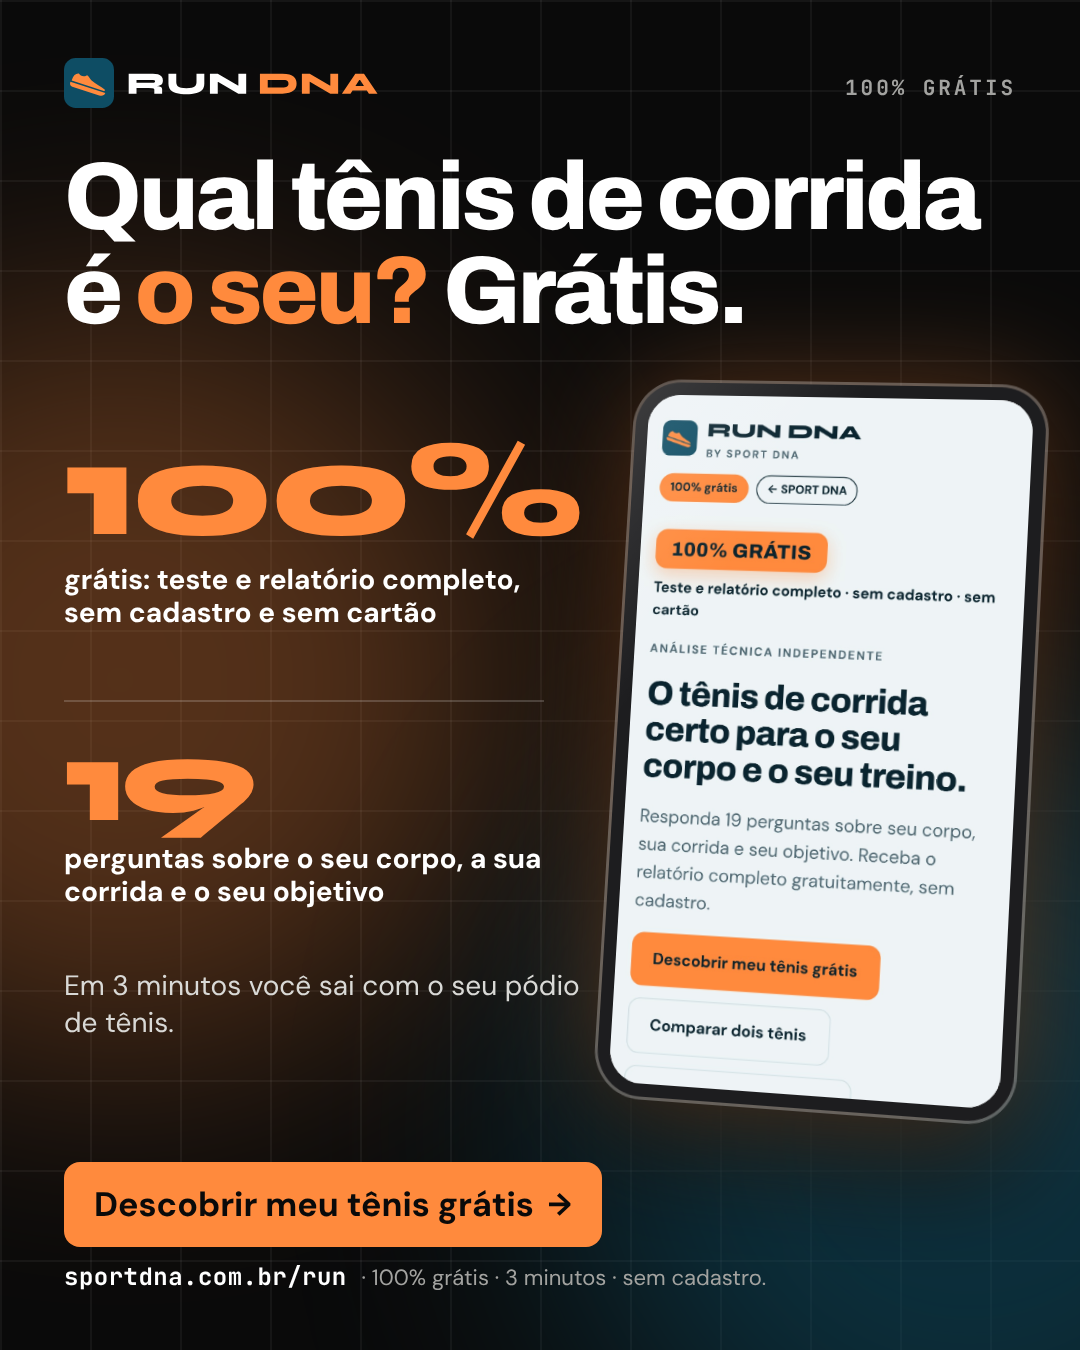 RUN DNA
100% GRÁTIS
Qual tênis de corrida
é o seu? Grátis.
100%
grátis: teste e relatório completo,
sem cadastro e sem cartão
19
perguntas sobre o seu corpo, a sua
corrida e o seu objetivo
Em 3 minutos você sai com o seu pódio
de tênis.
RUN DNA
BY SPORT DNA
100% grátis
← SPORT DNA
100% GRÁTIS
Teste e relatório completo · sem cadastro · sem
cartão
ANÁLISE TÉCNICA INDEPENDENTE
O tênis de corrida
certo para o seu
corpo e o seu treino.
Responda 19 perguntas sobre seu corpo,
sua corrida e seu objetivo. Receba o
relatório completo gratuitamente, sem
cadastro.
Descobrir meu tênis grátis
Comparar dois tênis
Descobrir meu tênis grátis →
sportdna.com.br/run · 100% grátis · 3 minutos · sem cadastro.